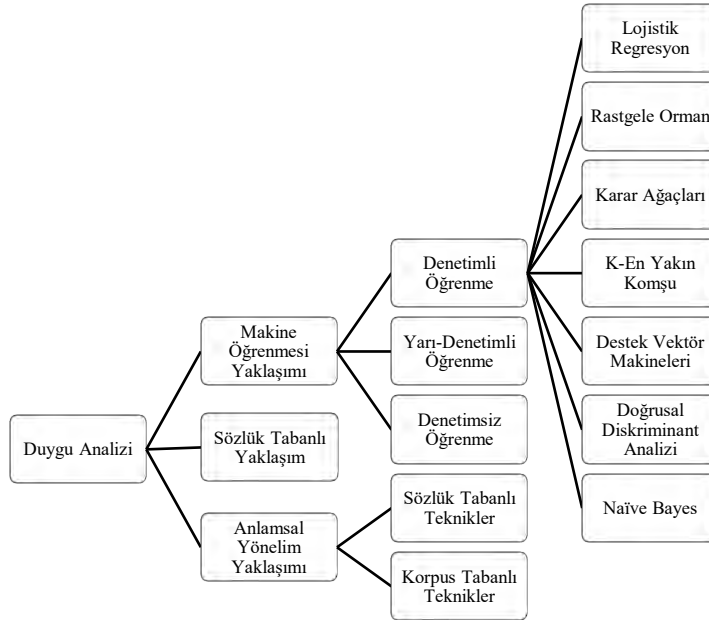 Duygu Analizi
Makine
Öğrenmesi
Yaklaşımı
Sözlük Tabanlı
Yaklaşım
Anlamsal
Yönelim
Yaklaşımı
Denetimli
Öğrenme
Yarı-Denetimli
Öğrenme
Denetimsiz
Öğrenme
Sözlük Tabanlı
Teknikler
Korpus Tabanlı
Teknikler
Lojistik
Regresyon
Rastgele Orman
Karar Ağaçları
K-En Yakın
Komşu
Destek Vektör
Makineleri
Doğrusal
Diskriminant
Analizi
Naïve Bayes